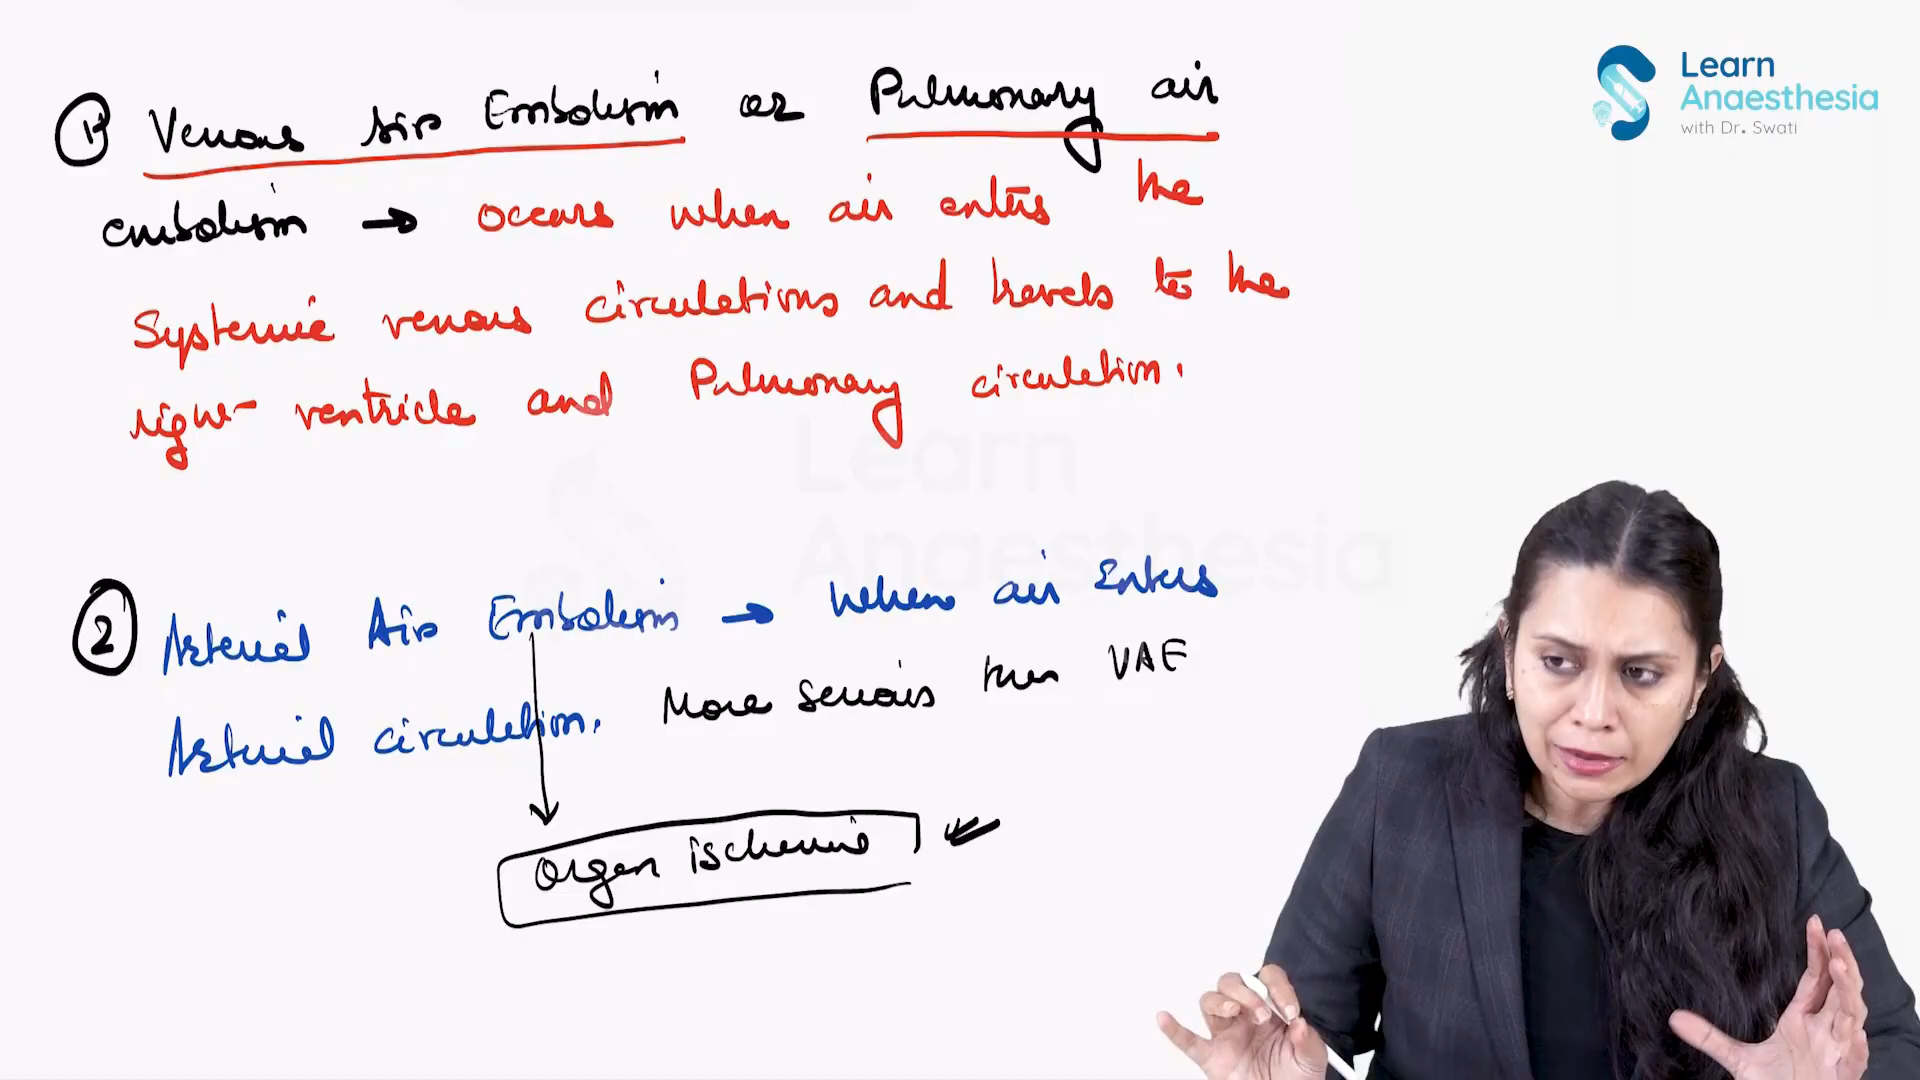 Learn
Anaesthesia
with Dr. Swati
1 Venous Air Embolism or Pulmonary air
embolism → occurs when air enters the
Systemic venous circulations and travels to the
right ventricle and Pulmonary circulation.
Learn
Anaesthesia
2 Arterial Air Embolism → When air Enters
Arterial circulation. More serious than VAE
Organ ischemia